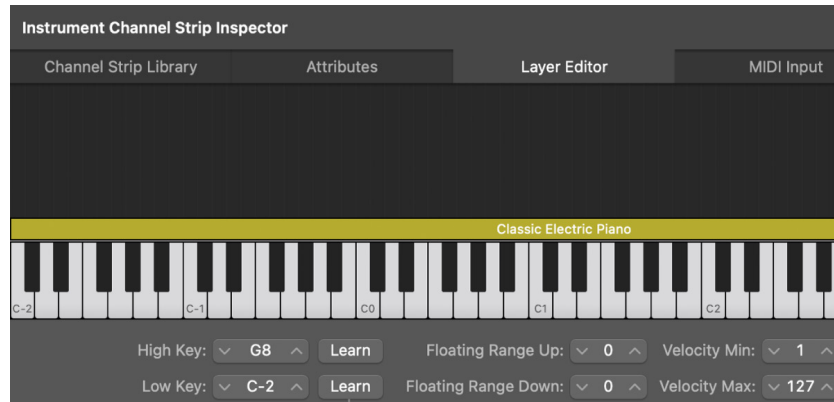 Instrument Channel Strip Inspector
Channel Strip Library Attributes Layer Editor MIDI Input
Classic Electric Piano
C-2 C-1 C0 C1 C2
High Key: G8 Learn Floating Range Up: 0 Velocity Min: 1
Low Key: C-2 Learn Floating Range Down: 0 Velocity Max: 127